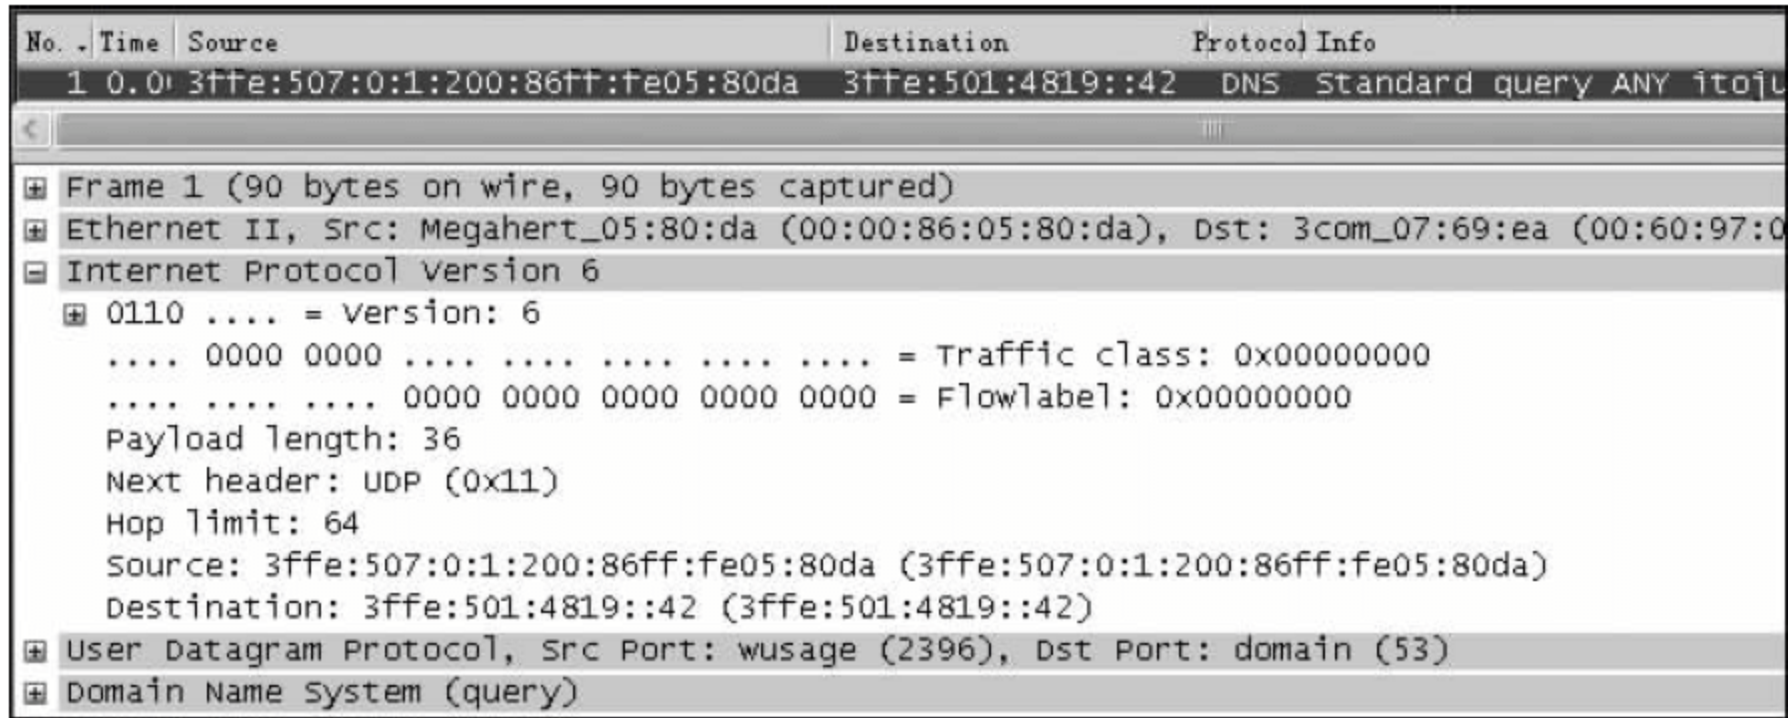 No. . Time Source Destination Protocol Info
1 0.0 3ffe:507:0:1:200:86ff:fe05:80da 3ffe:501:4819::42 DNS Standard query ANY itoju
Frame 1 (90 bytes on wire, 90 bytes captured)
Ethernet II, Src: Megahert_05:80:da (00:00:86:05:80:da), Dst: 3com_07:69:ea (00:60:97:0
Internet Protocol Version 6
0110 .... = Version: 6
.... 0000 0000 .... .... .... .... .... = Traffic class: 0x00000000
.... .... .... 0000 0000 0000 0000 0000 = Flowlabel: 0x00000000
Payload length: 36
Next header: UDP (0x11)
Hop limit: 64
Source: 3ffe:507:0:1:200:86ff:fe05:80da (3ffe:507:0:1:200:86ff:fe05:80da)
Destination: 3ffe:501:4819::42 (3ffe:501:4819::42)
User Datagram Protocol, Src Port: wusage (2396), Dst Port: domain (53)
Domain Name System (query)